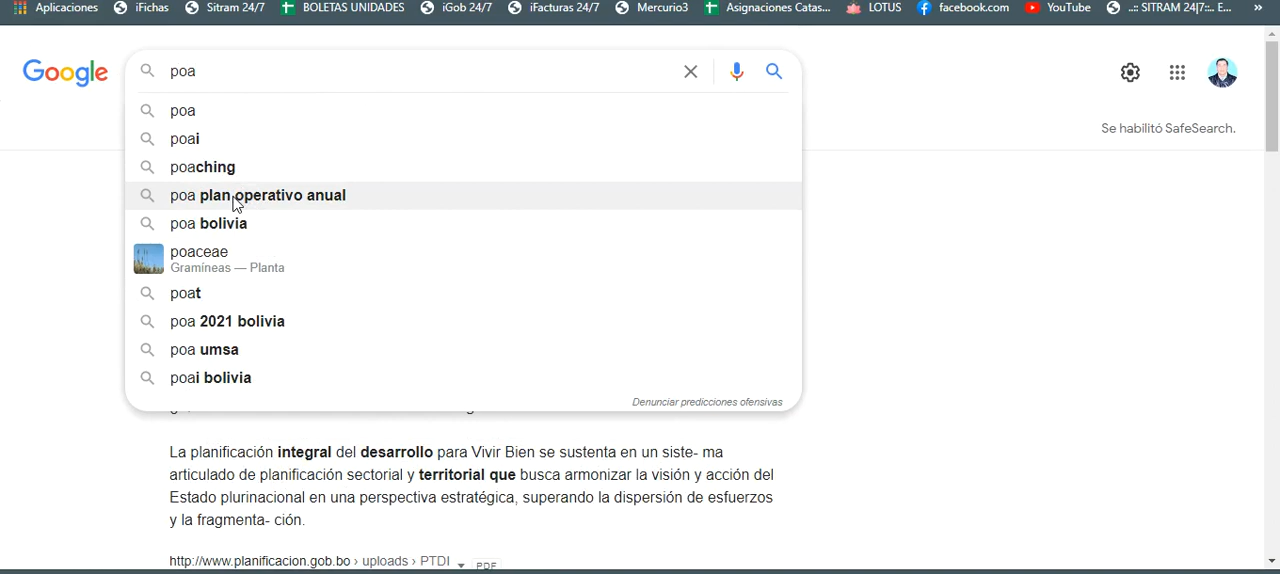 Aplicaciones iFichas Sitram 24/7 BOLETAS UNIDADES iGob 24/7 iFacturas 24/7 Mercurio3 Asignaciones Catas... LOTUS facebook.com YouTube ..:: SITRAM 24|7::.. E... »
Google poa
poa
poai
poaching
poa plan operativo anual
poa bolivia
poaceae
Gramíneas — Planta
poat
poa 2021 bolivia
poa umsa
poai bolivia
Denunciar predicciones ofensivas
Se habilitó SafeSearch.
La planificación integral del desarrollo para Vivir Bien se sustenta en un siste- ma
articulado de planificación sectorial y territorial que busca armonizar la visión y acción del
Estado plurinacional en una perspectiva estratégica, superando la dispersión de esfuerzos
y la fragmenta- ción.
http://www.planificacion.gob.bo › uploads › PTDI PDF